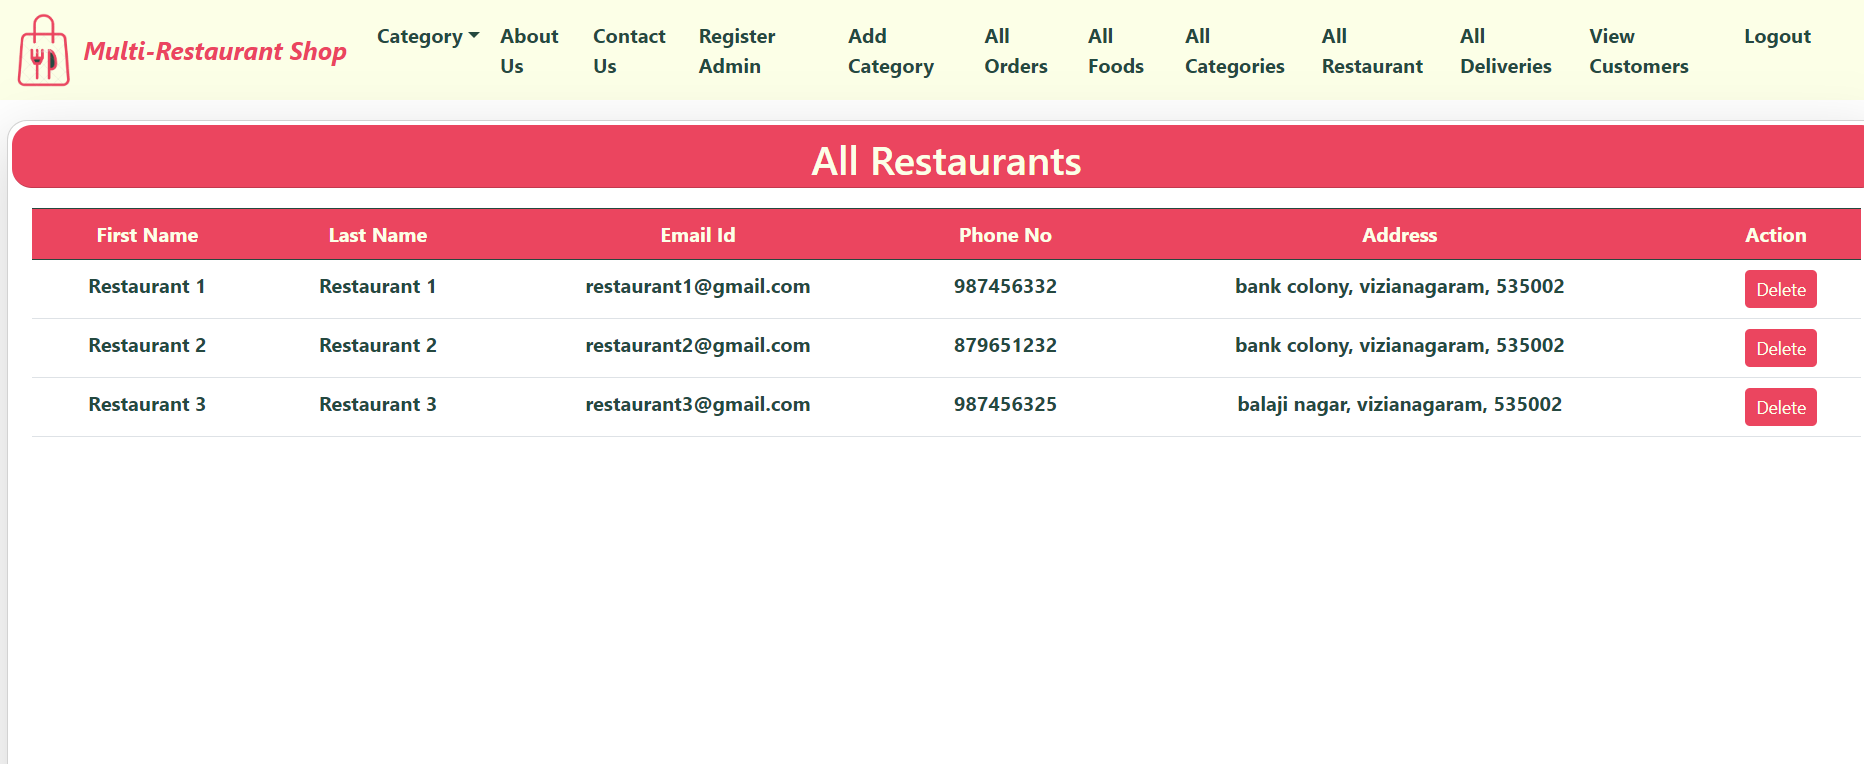 Multi-Restaurant Shop
Category
About Us
Contact Us
Register Admin
Add Category
All Orders
All Foods
All Categories
All Restaurant
All Deliveries
View Customers
Logout
All Restaurants
First Name Last Name Email Id Phone No Address Action
Restaurant 1 Restaurant 1 restaurant1@gmail.com 987456332 bank colony, vizianagaram, 535002 Delete
Restaurant 2 Restaurant 2 restaurant2@gmail.com 879651232 bank colony, vizianagaram, 535002 Delete
Restaurant 3 Restaurant 3 restaurant3@gmail.com 987456325 balaji nagar, vizianagaram, 535002 Delete